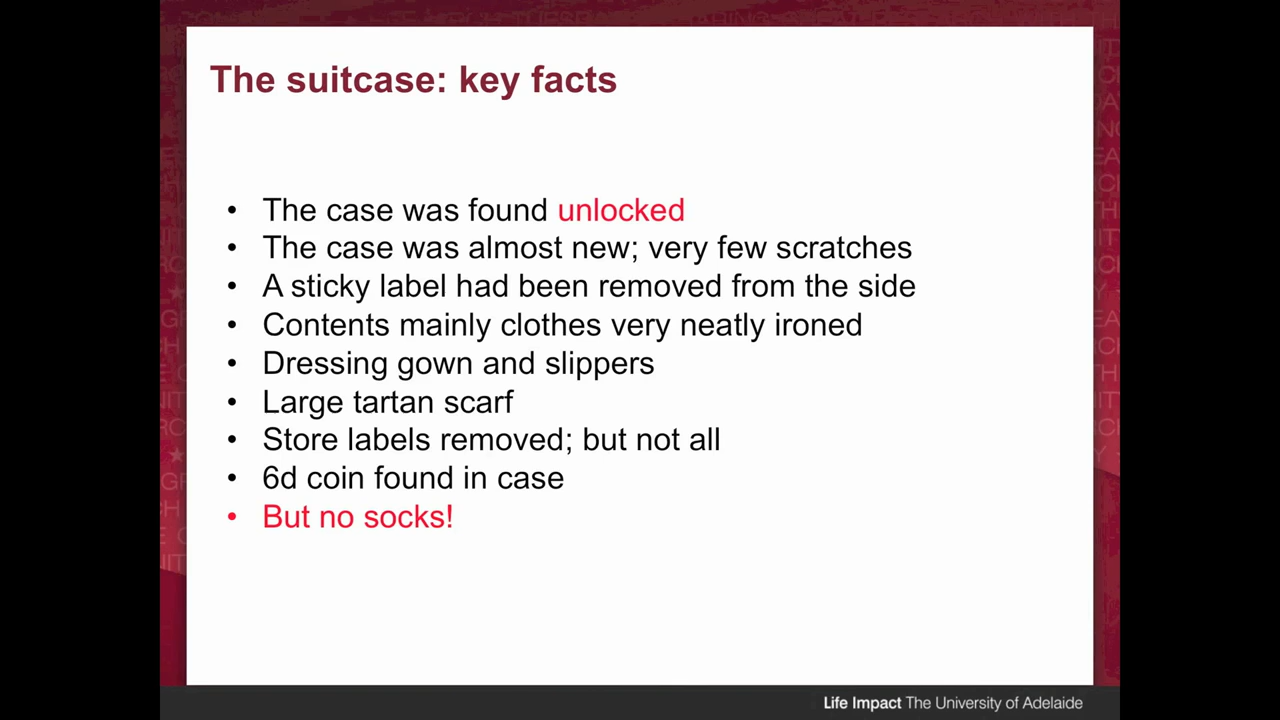 The suitcase: key facts
• The case was found unlocked
• The case was almost new; very few scratches
• A sticky label had been removed from the side
• Contents mainly clothes very neatly ironed
• Dressing gown and slippers
• Large tartan scarf
• Store labels removed; but not all
• 6d coin found in case
• But no socks!
Life Impact The University of Adelaide